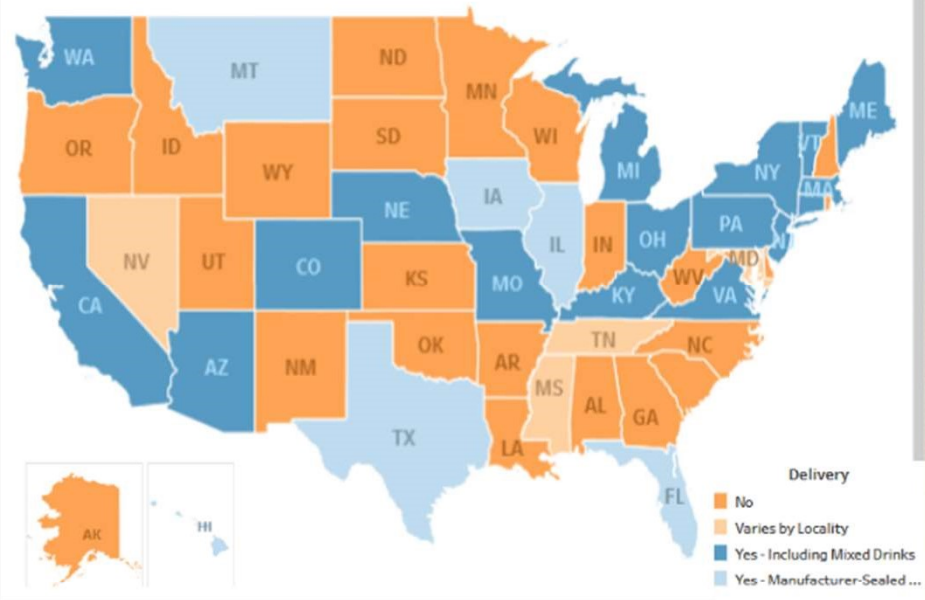 WA
MT
ND
MN
ME
VT
OR
ID
SD
WI
MI
NY
MA
WY
IA
NE
PA
NV
UT
CO
IL
IN
OH
NJ
MD
KS
MO
WV
CA
KY
VA
TN
NC
AZ
NM
OK
AR
MS
AL
GA
TX
LA
FL
AK
HI
Delivery
No
Varies by Locality
Yes - Including Mixed Drinks
Yes - Manufacturer-Sealed ...